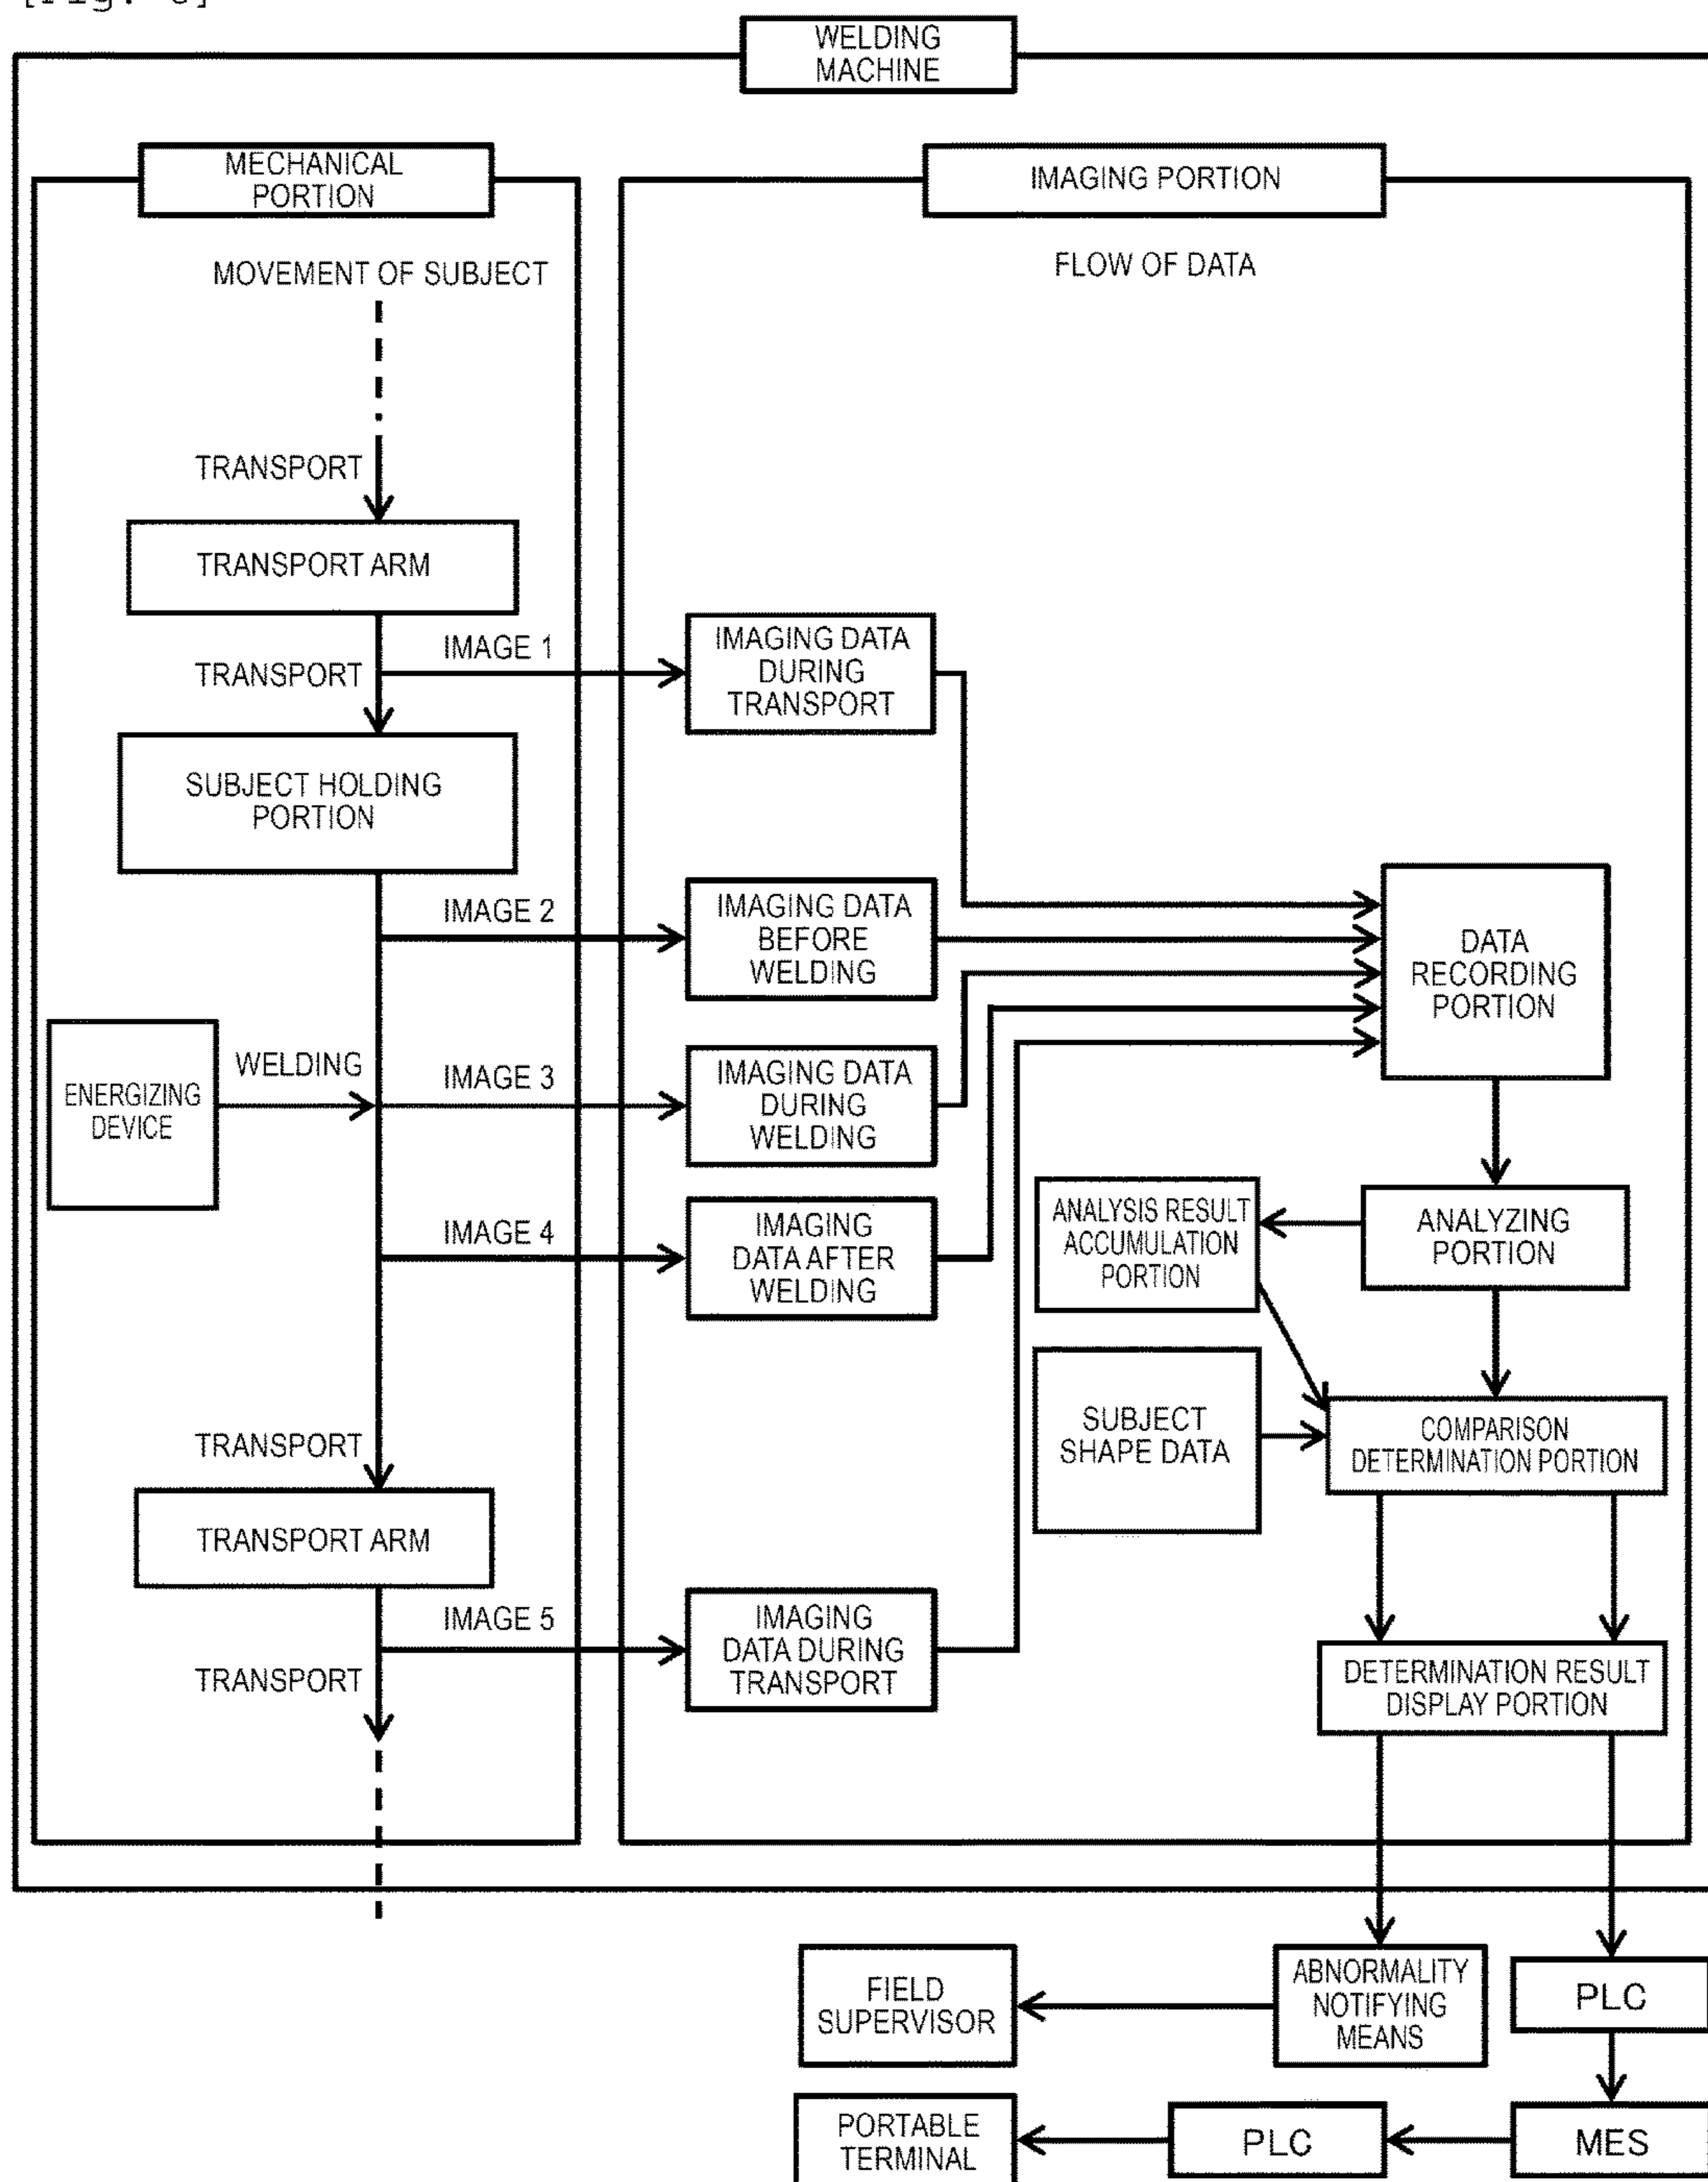 WELDING
MACHINE
MECHANICAL
PORTION
MOVEMENT OF SUBJECT
TRANSPORT
TRANSPORT ARM
IMAGE 1
TRANSPORT
SUBJECT HOLDING
PORTION
IMAGE 2
ENERGIZING
DEVICE
WELDING
IMAGE 3
IMAGE 4
TRANSPORT
TRANSPORT ARM
IMAGE 5
TRANSPORT
IMAGING PORTION
FLOW OF DATA
IMAGING DATA
DURING
TRANSPORT
IMAGING DATA
BEFORE
WELDING
IMAGING DATA
DURING
WELDING
IMAGING
DATA AFTER
WELDING
IMAGING
DATA DURING
TRANSPORT
DATA
RECORDING
PORTION
ANALYZING
PORTION
ANALYSIS RESULT
ACCUMULATION
PORTION
SUBJECT
SHAPE DATA
COMPARISON
DETERMINATION PORTION
DETERMINATION RESULT
DISPLAY PORTION
ABNORMALITY
NOTIFYING
MEANS
FIELD
SUPERVISOR
PLC
MES
PLC
PORTABLE
TERMINAL